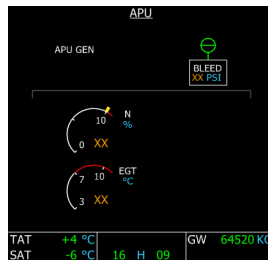 APU
APU GEN
BLEED
XX PSI
N
%
10
0 XX
EGT
°C
7 10
3 XX
TAT +4 °C GW 64520 KG
SAT -6 °C 16 H 09